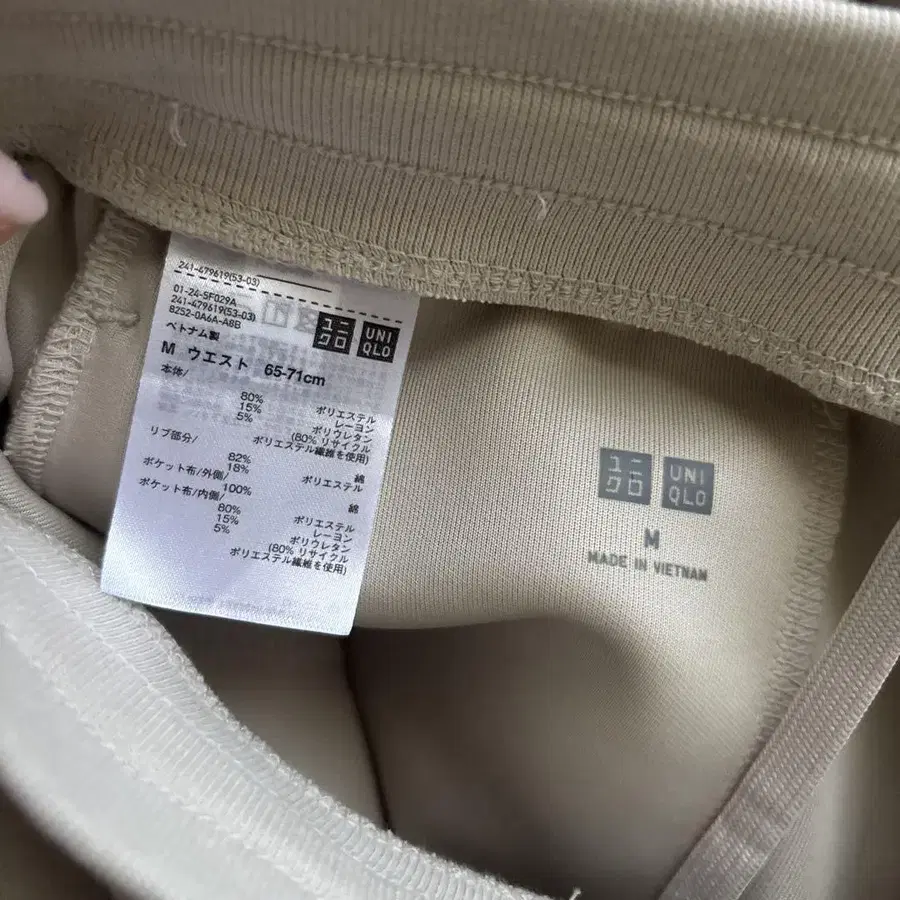 241-479619(53-03)
01-24-5F029A
241-479619(53-03)
8252-0A6A-A8B
ベトナム製
ユニ
クロ
UNI
QLO
M ウエスト 65-71cm
本体/
80% ポリエステル
15% レーヨン
5% ポリウレタン
(80% リサイクル
ポリエステル繊維を使用)
リブ部分/
82% 綿
18% ポリエステル
ポケット布/外側/
100% 綿
ポケット布/内側/
80% ポリエステル
15% レーヨン
5% ポリウレタン
(80% リサイクル
ポリエステル繊維を使用)
ユニ
クロ
UNI
QLO
M
MADE IN VIETNAM